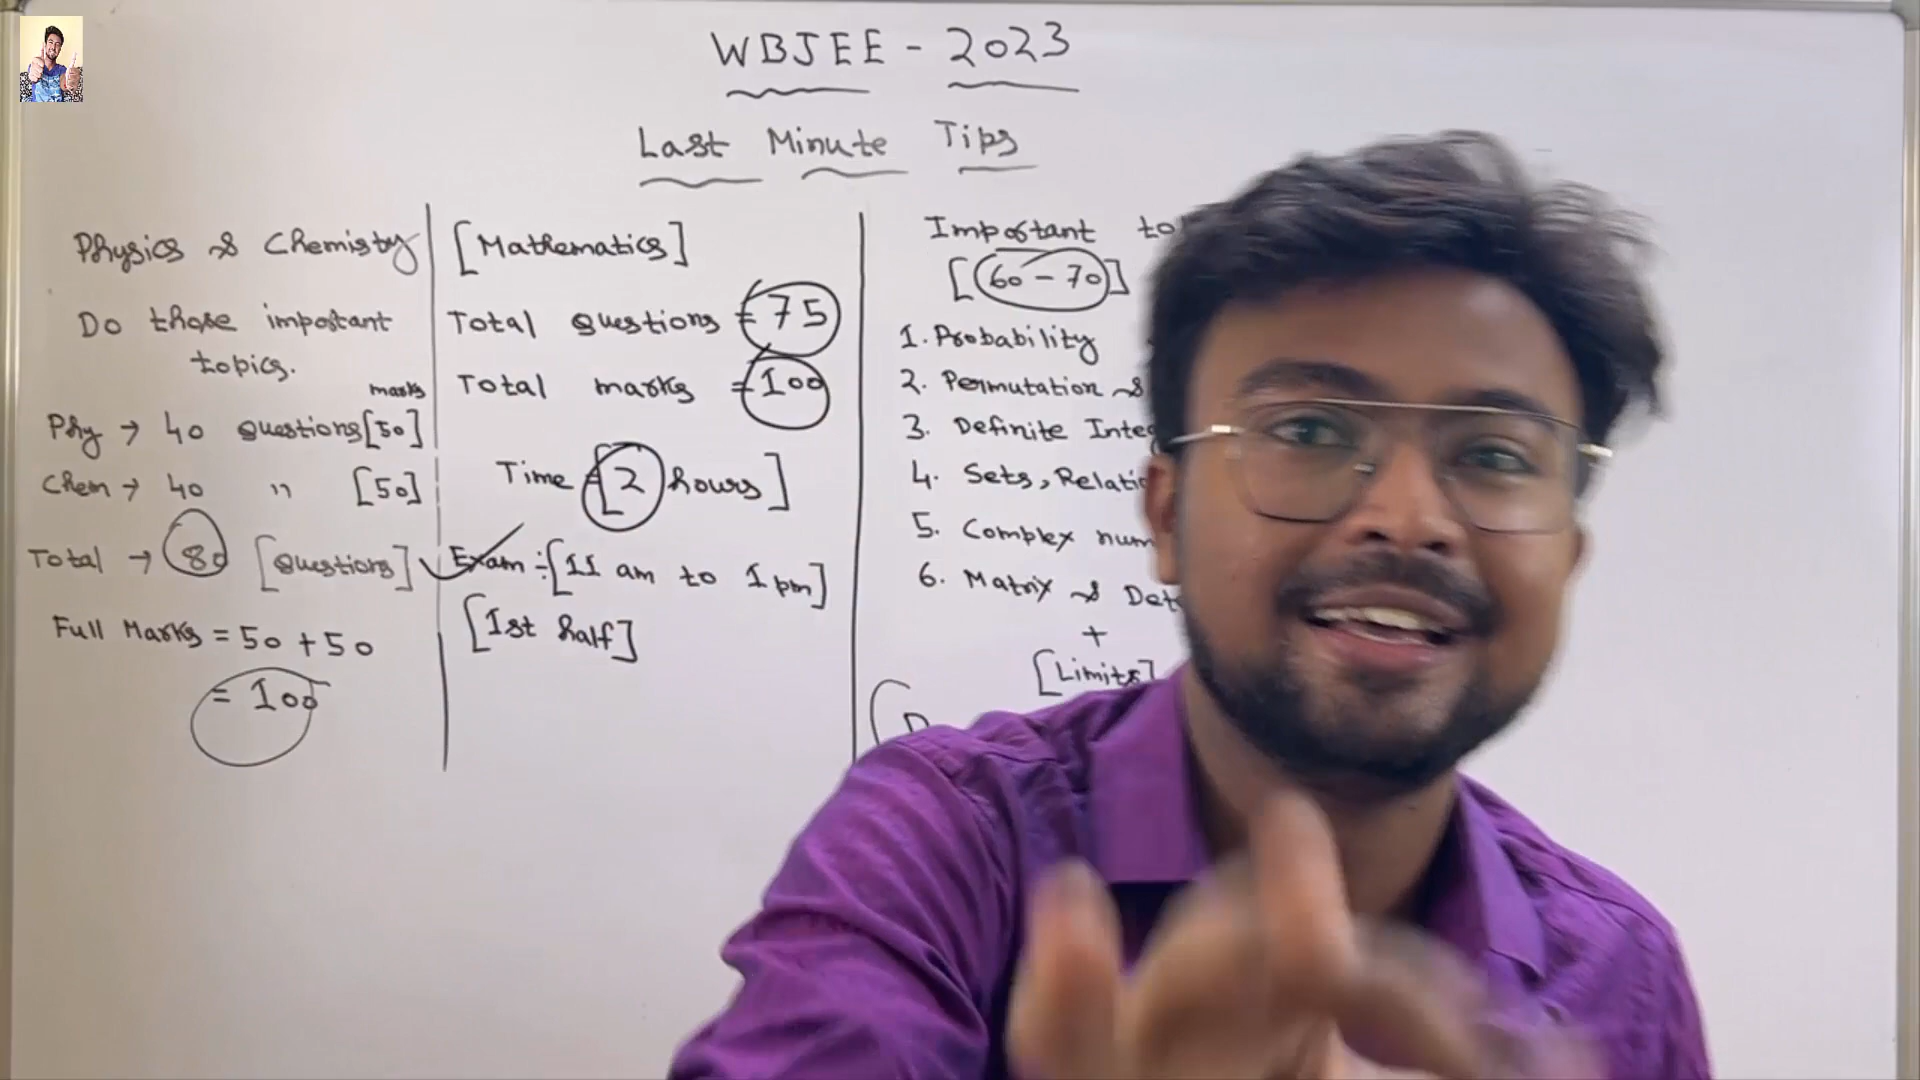 WBJEE - 2023
Last Minute Tips
Physics & Chemisty
Do those important
topics.
marks
Phy → 40 questions [50]
Chem → 40 " [50]
Total → 80 [Questions]
Full Marks = 50 + 50
= 100
[Mathematics]
Total questions = 75
Total marks = 100
Time = [2 hours]
Exam :- [11 am to 1 pm]
[1st half]
Important to
[60 - 70]
1. Probability
2. Permutation &
3. Definite Inte
4. Sets, Relatio
5. Complex num
6. Matrix & Det
+
[Limits]